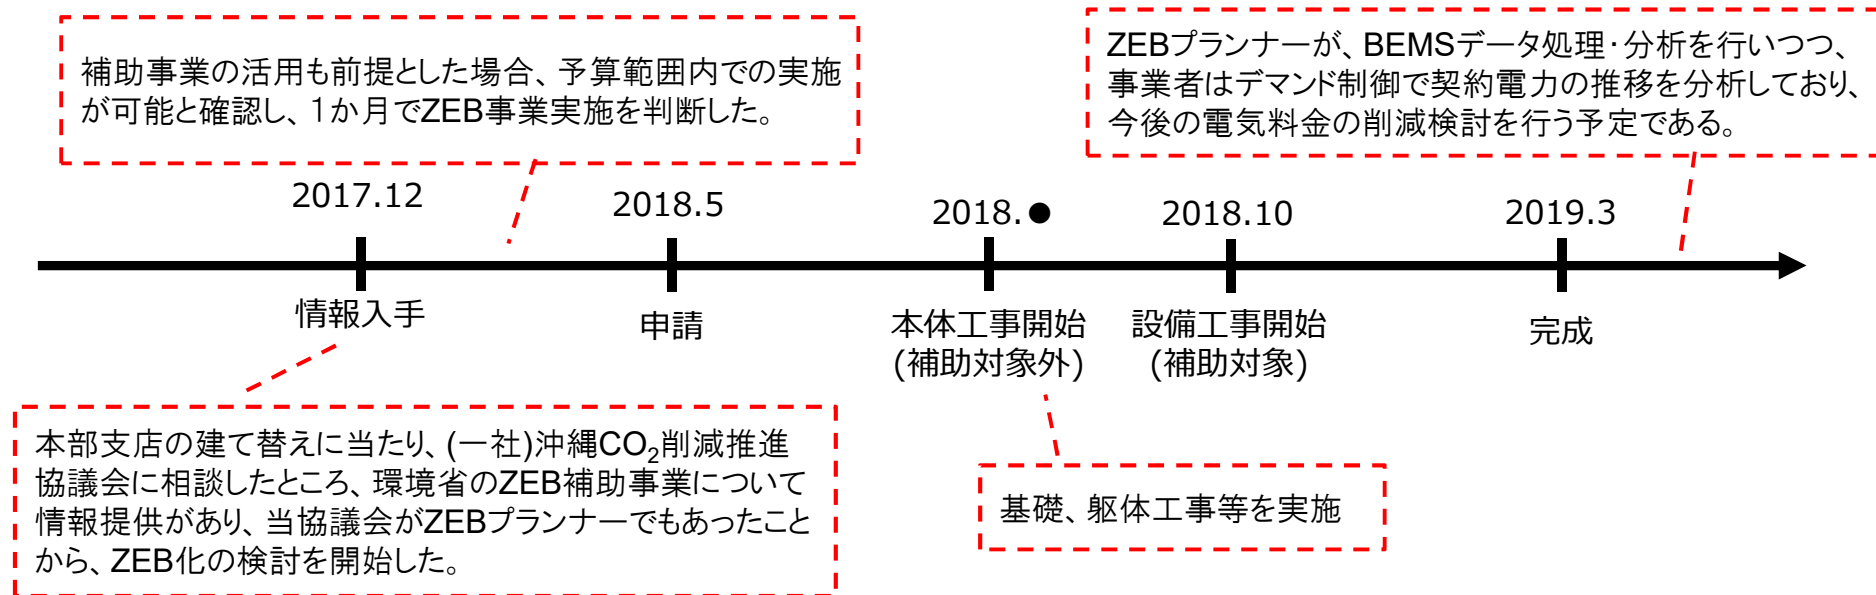 補助事業の活用も前提とした場合、予算範囲内での実施
が可能と確認し、1か月でZEB事業実施を判断した。
ZEBプランナーが、BEMSデータ処理・分析を行いつつ、
事業者はデマンド制御で契約電力の推移を分析しており、
今後の電気料金の削減検討を行う予定である。
2017.12
2018.5
2018.●
2018.10
2019.3
情報入手
申請
本体工事開始
(補助対象外)
設備工事開始
(補助対象)
完成
本部支店の建て替えに当たり、(一社)沖縄CO₂削減推進
協議会に相談したところ、環境省のZEB補助事業について
情報提供があり、当協議会がZEBプランナーでもあったこと
から、ZEB化の検討を開始した。
基礎、躯体工事等を実施